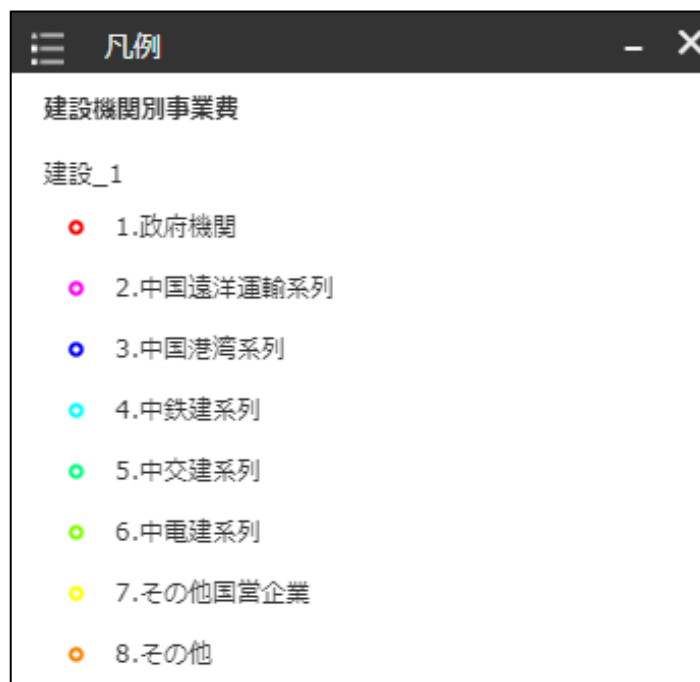 凡例
建設機関別事業費
建設_1
1.政府機関
2.中国遠洋運輸系列
3.中国港湾系列
4.中鉄建系列
5.中交建系列
6.中電建系列
7.その他国営企業
8.その他